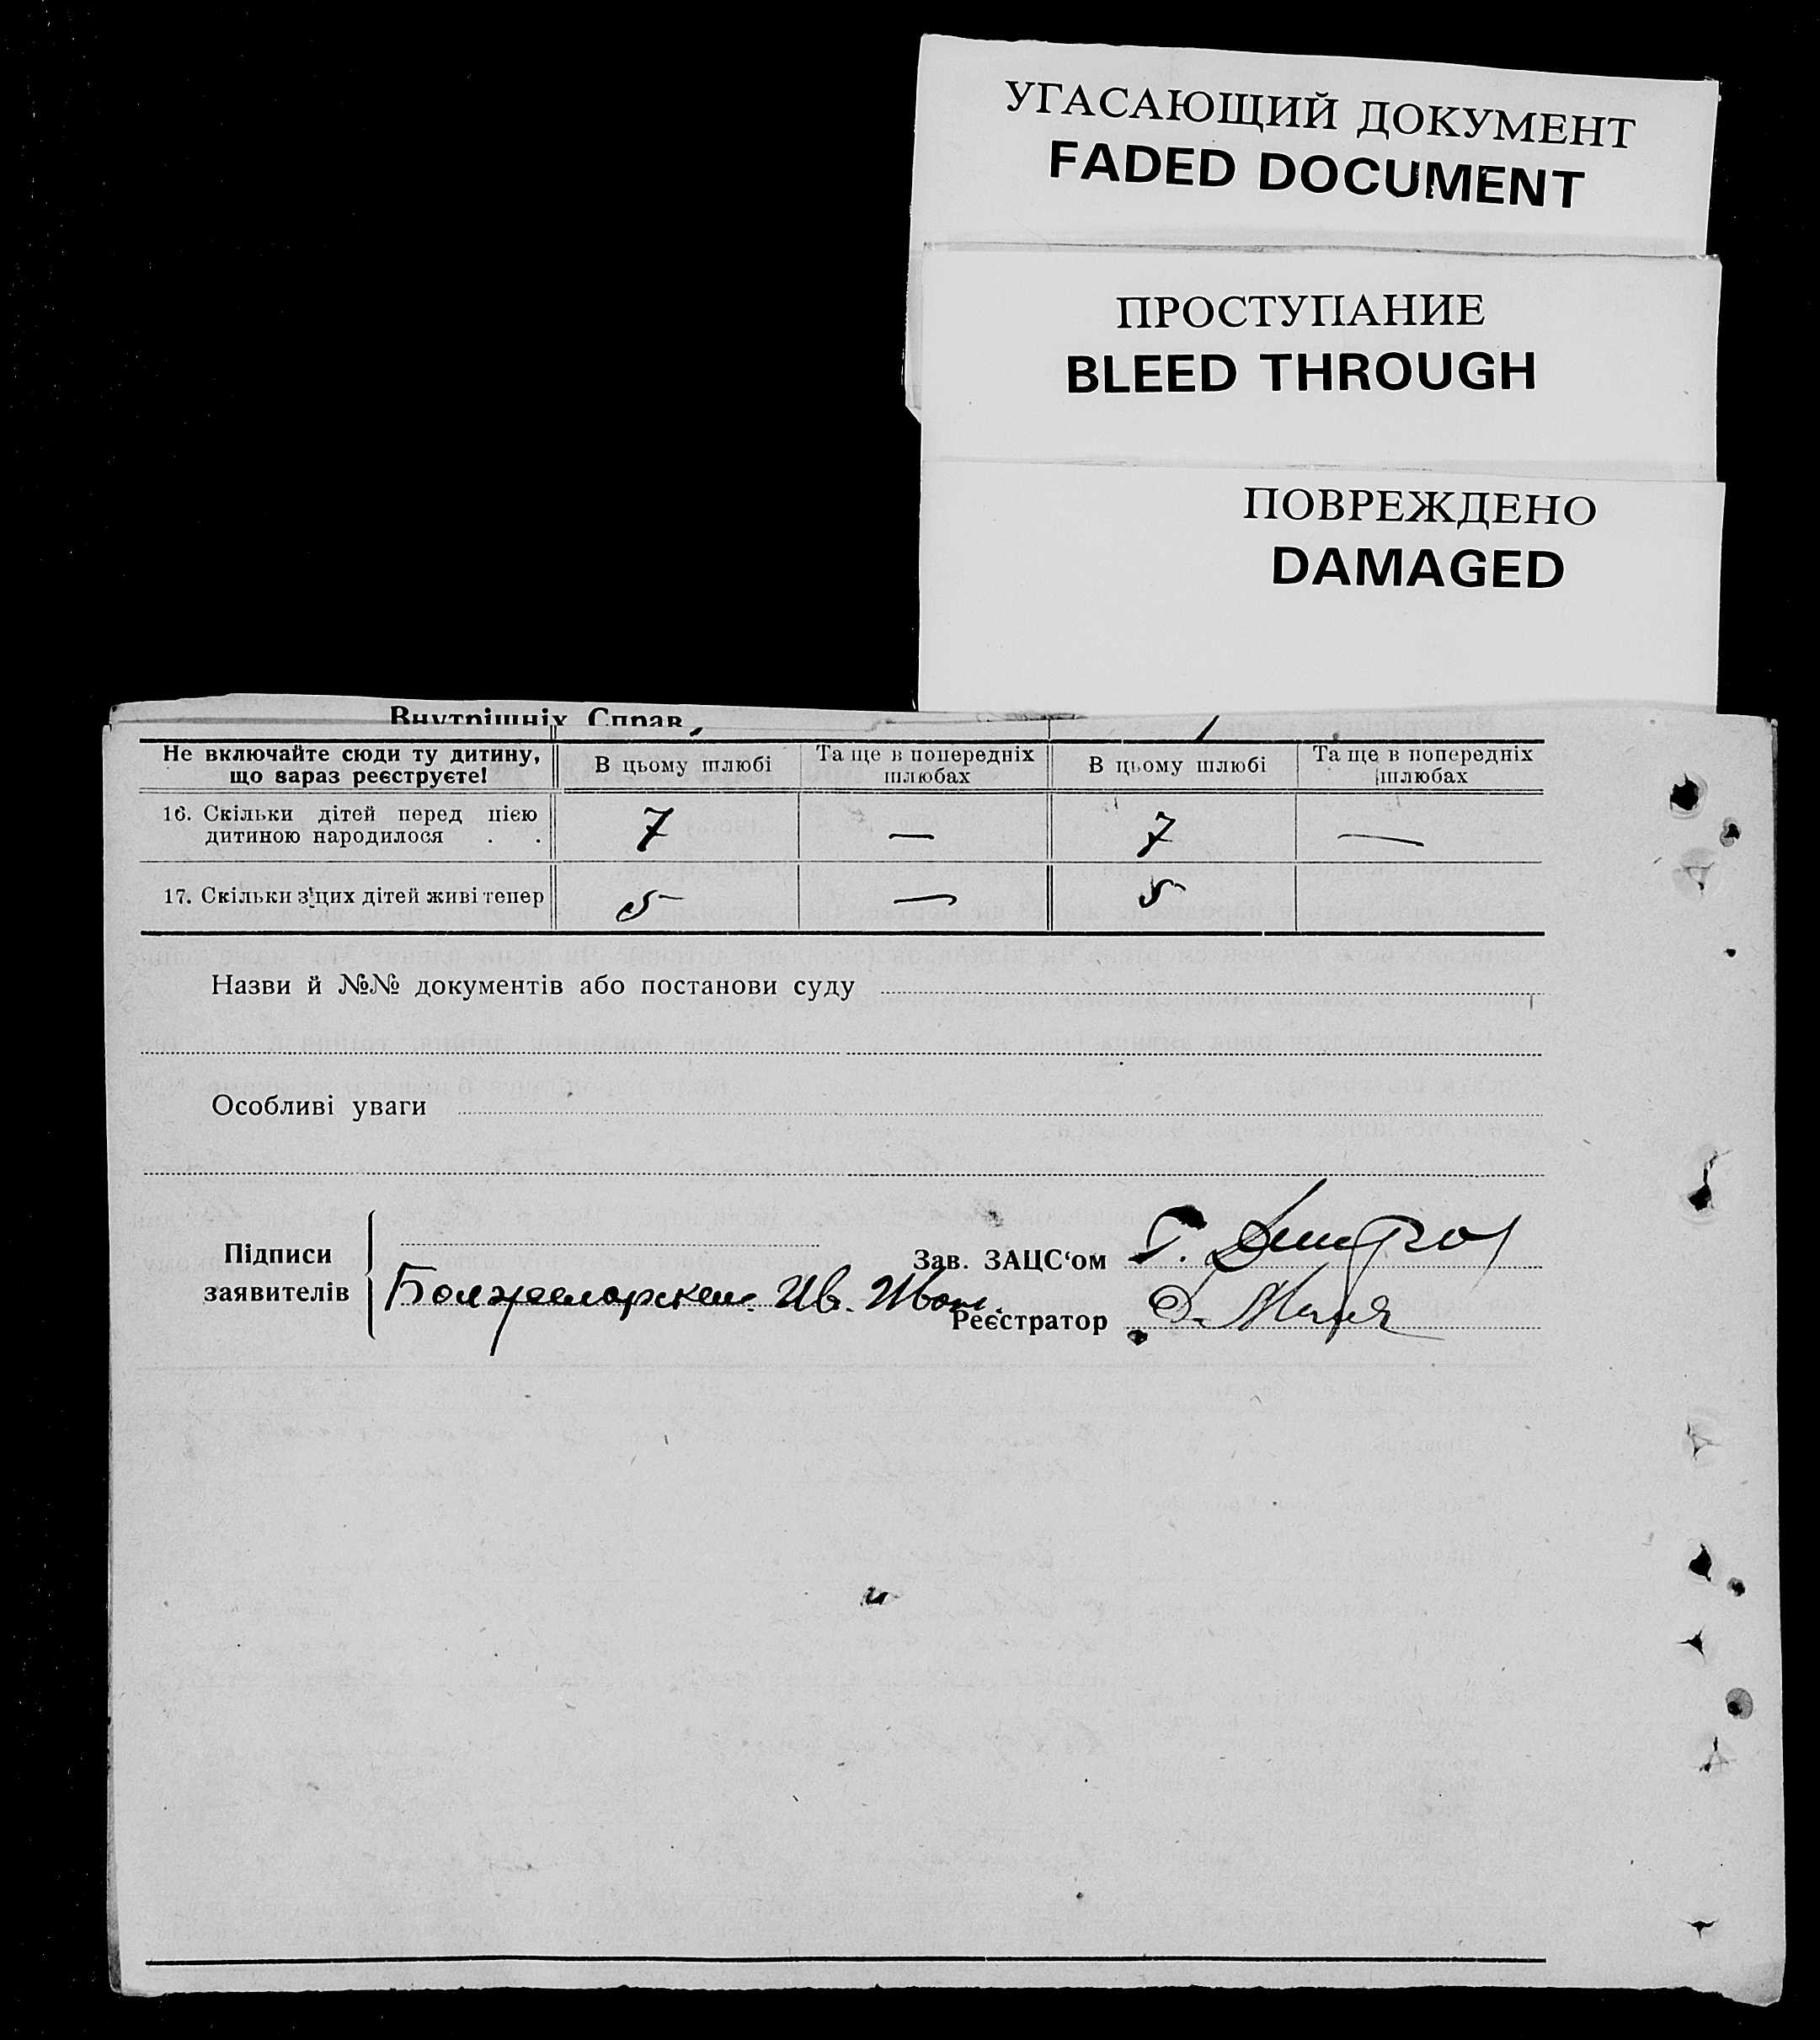 УГАСАЮЩИЙ ДОКУМЕНТ
FADED DOCUMENT
ПРОСТУПАНИЕ
BLEED THROUGH
ПОВРЕЖДЕНО
DAMAGED
Внутрішніх Справ
Не включайте сюди ту дитину, що вараз реєструєте!
В цьому шлюбі
Та ще в попередніх шлюбах
В цьому шлюбі
Та ще в попередніх шлюбах
16. Скільки дітей перед цією дитиною народилося . .
7 — 7 —
17. Скільки з цих дітей живі тепер
5 — 5
Назви й №№ документів або постанови суду
Особливі уваги
Підписи заявителів
Ив.
Зав. ЗАЦС‘ом Г.
Реєстратор